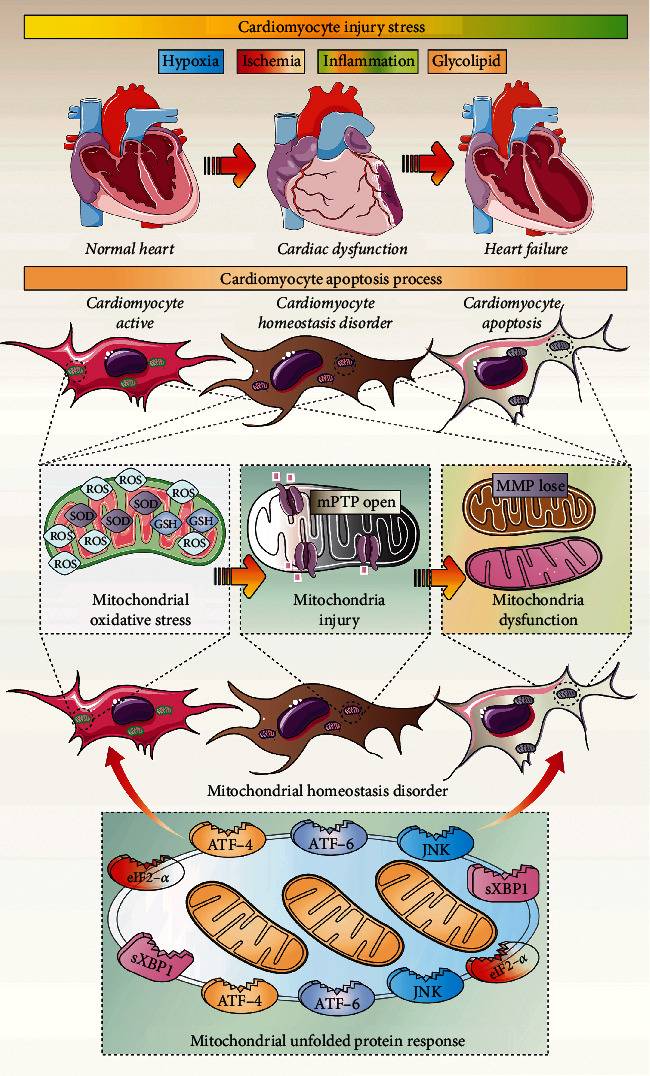 Cardiomyocyte injury stress
Hypoxia
Ischemia
Inflammation
Glycolipid
Normal heart
Cardiac dysfunction
Heart failure
Cardiomyocyte apoptosis process
Cardiomyocyte
active
Cardiomyocyte
homeostasis disorder
Cardiomyocyte
apoptosis
ROS
ROS
ROS
SOD
SOD
SOD
GSH
GSH
ROS
ROS
ROS
ROS
Mitochondrial
oxidative stress
mPTP open
Mitochondria
injury
MMP lose
Mitochondria
dysfunction
Mitochondrial homeostasis disorder
ATF–4
ATF–6
JNK
eIF2–α
sXBP1
sXBP1
eIF2–α
ATF–4
ATF–6
JNK
Mitochondrial unfolded protein response